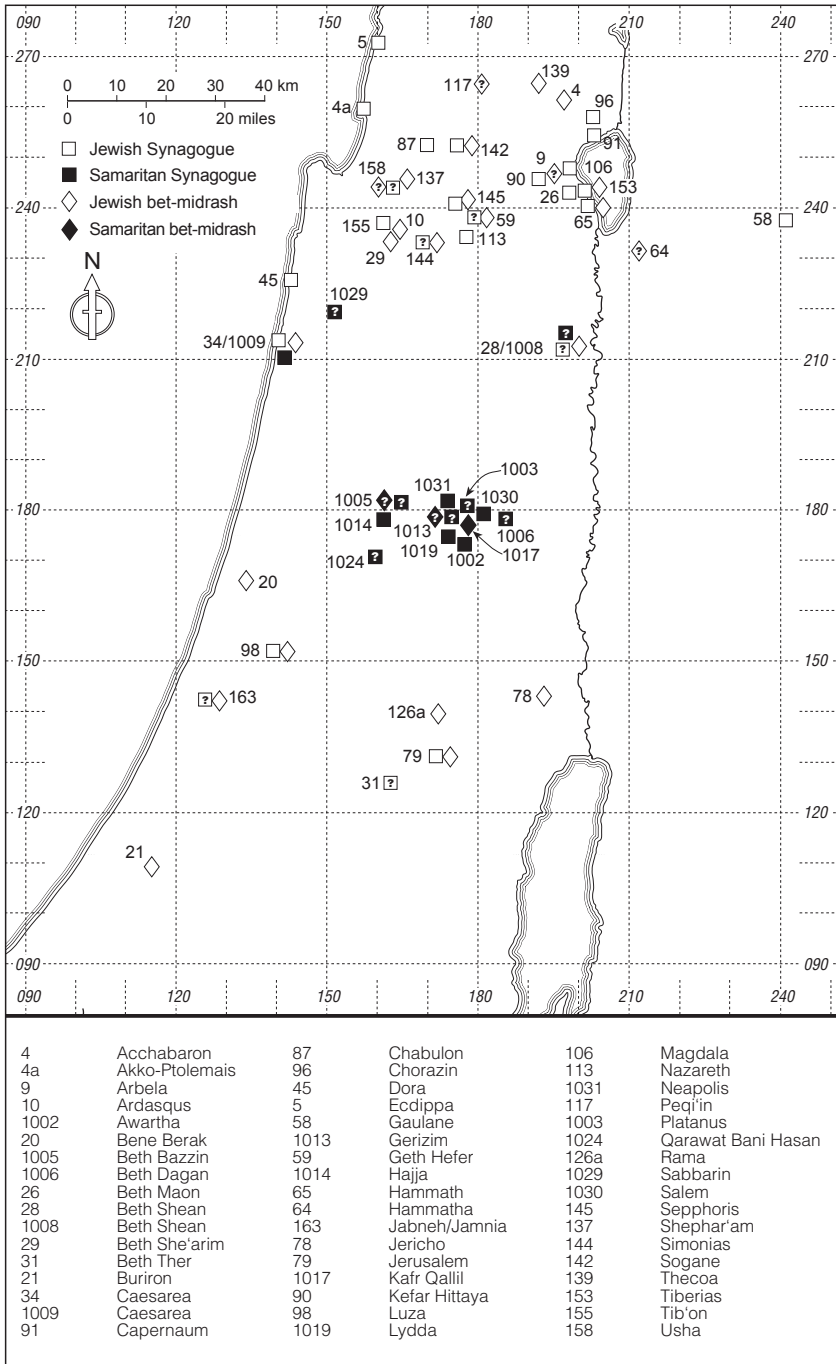 270
5
4a
117
?
139
4
96
91
87
142
9
?
106
158
?
?
137
90
26
153
145
155
10
?
59
65
113
29
144
?
58
?
64
0 10 20 30 40 km
0 10 20 miles
Jewish Synagogue
Samaritan Synagogue
Jewish bet-midrash
Samaritan bet-midrash
N
150 180 210
270
240
240
45
1029
?
34/1009
28/1008
?
210
210
1003
1031
1030
1005
?
?
?
1014
1013
?
?
?
1006
1019
1002
1017
1024
?
180
180
20
98
150
150
?
163
78
126a
79
31
?
120
120
21
090
090
090 120 150 180 210 240
4 Acchabaron 87 Chabulon 106 Magdala
4a Akko-Ptolemais 96 Chorazin 113 Nazareth
9 Arbela 45 Dora 1031 Neapolis
10 Ardasqus 5 Ecdippa 117 Peqi‘in
1002 Awartha 58 Gaulane 1003 Platanus
20 Bene Berak 1013 Gerizim 1024 Qarawat Bani Hasan
1005 Beth Bazzin 59 Geth Hefer 126a Rama
1006 Beth Dagan 1014 Hajja 1029 Sabbarin
26 Beth Maon 65 Hammath 1030 Salem
28 Beth Shean 64 Hammatha 145 Sepphoris
1008 Beth Shean 163 Jabneh/Jamnia 137 Shephar‘am
29 Beth She‘arim 78 Jericho 144 Simonias
31 Beth Ther 79 Jerusalem 142 Sogane
21 Buriron 1017 Kafr Qallil 139 Thecoa
34 Caesarea 90 Kefar Hittaya 153 Tiberias
1009 Caesarea 98 Luza 155 Tib‘on
91 Capernaum 1019 Lydda 158 Usha